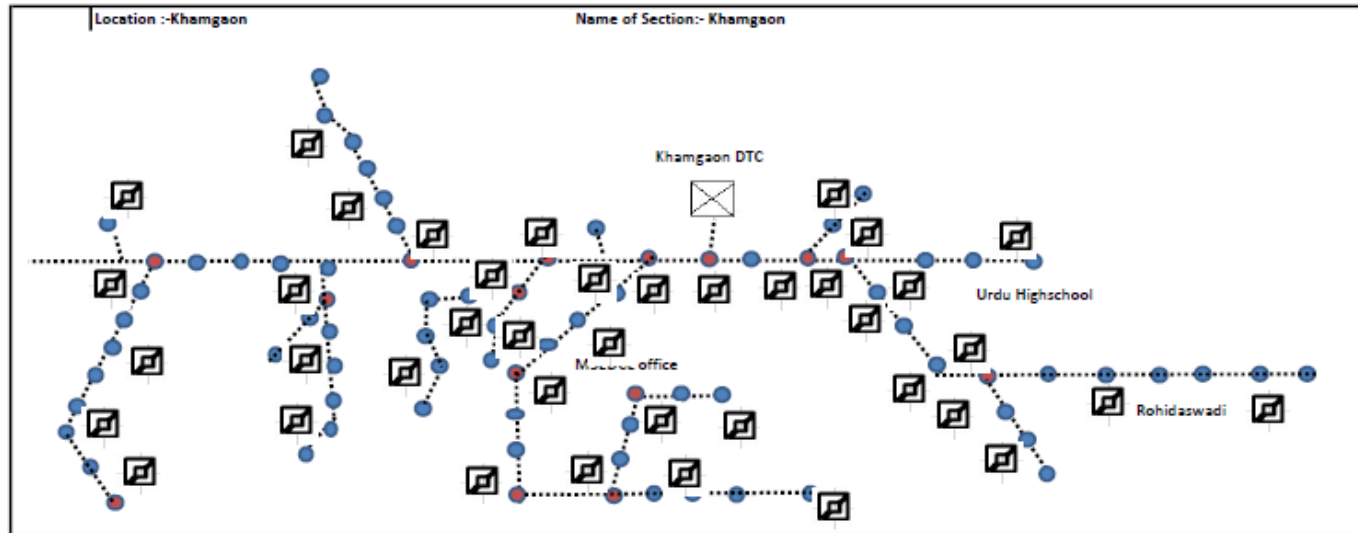 Location :-Khamgaon
Name of Section:- Khamgaon
Khamgaon DTC
Urdu Highschool
office
Rohidaswadi